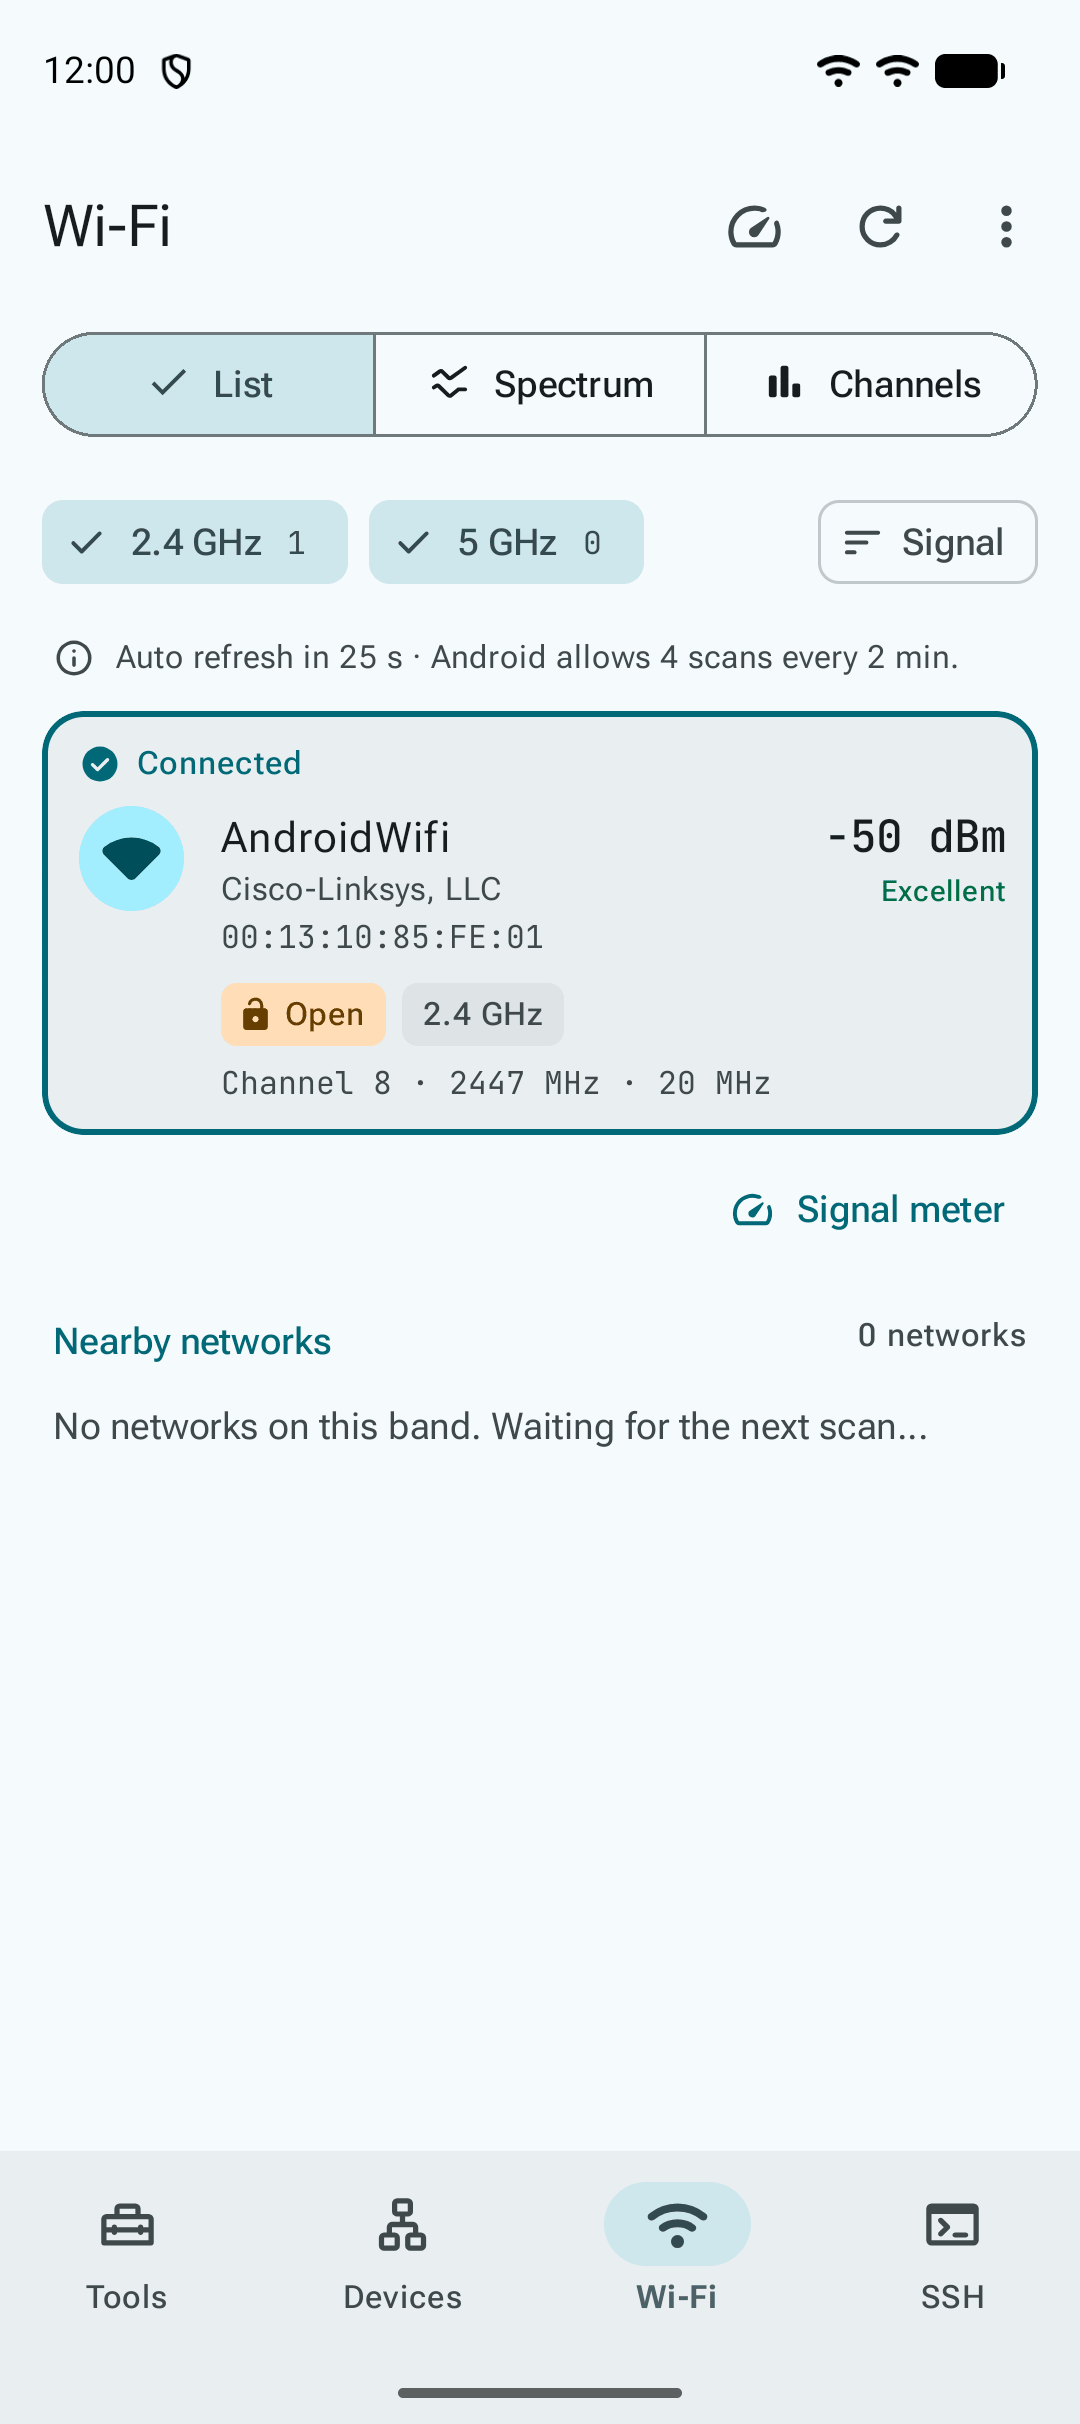 12:00
Wi-Fi
List
Spectrum
Channels
2.4 GHz 1
5 GHz 0
Signal
Auto refresh in 25 s · Android allows 4 scans every 2 min.
Connected
AndroidWifi
-50 dBm
Cisco-Linksys, LLC
Excellent
00:13:10:85:FE:01
Open
2.4 GHz
Channel 8 · 2447 MHz · 20 MHz
Signal meter
Nearby networks
0 networks
No networks on this band. Waiting for the next scan...
Tools
Devices
Wi-Fi
SSH